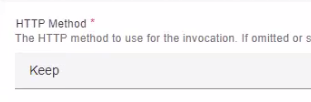 HTTP Method *
The HTTP method to use for the invocation. If omitted or s
Keep